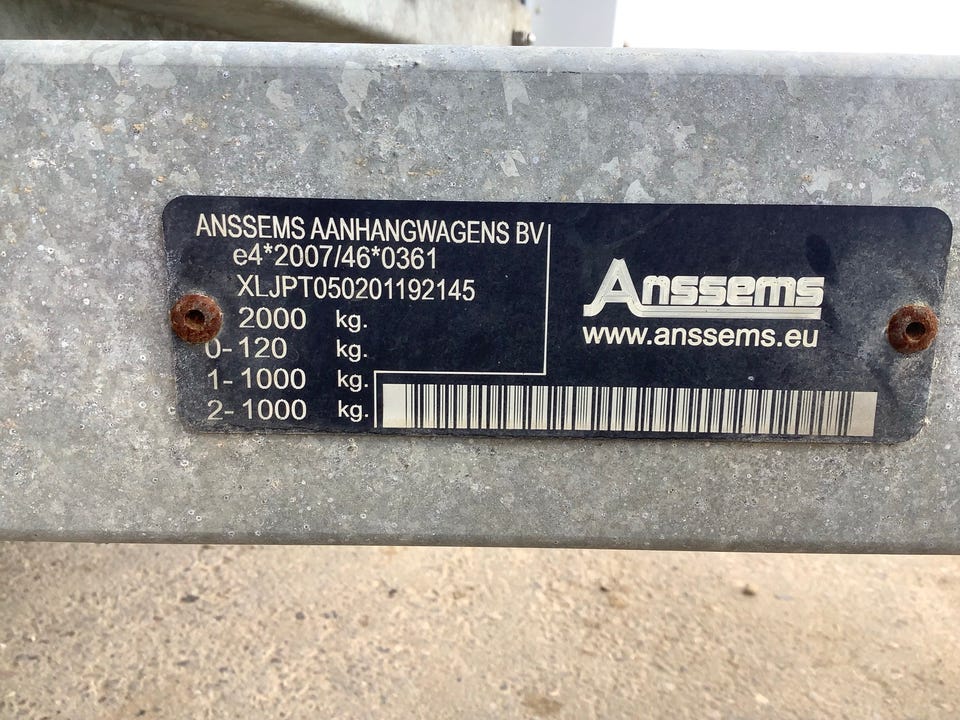 ANSSEMS AANHANGWAGENS BV
e4*2007/46*0361
XLJPT050201192145
2000 kg.
0- 120 kg.
1- 1000 kg.
2- 1000 kg.
Anssems
www.anssems.eu